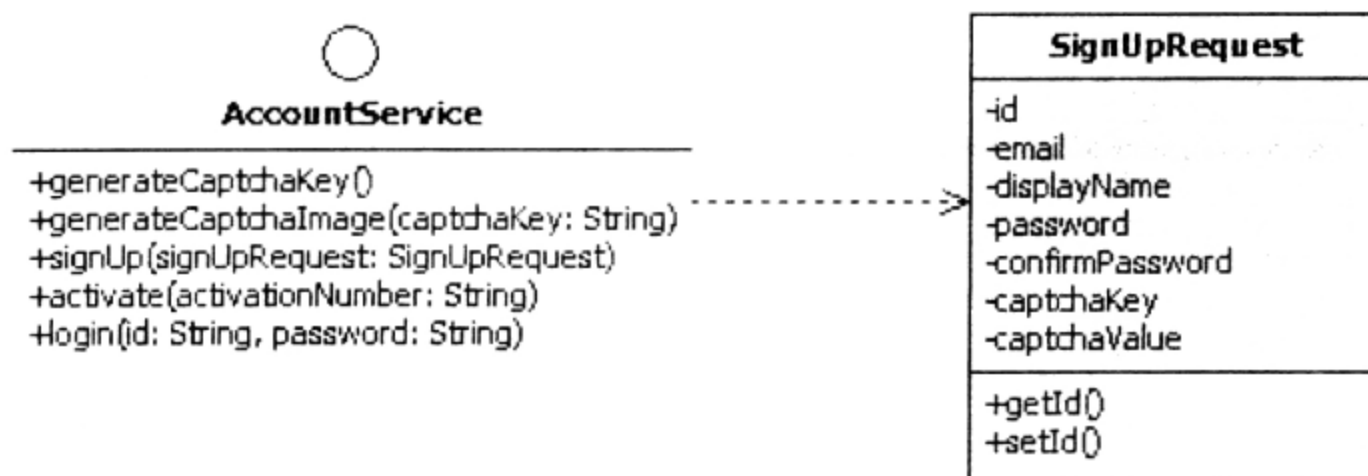 AccountService
+generateCaptchaKey()
+generateCaptchaImage(captchaKey: String)
+signUp(signUpRequest: SignUpRequest)
+activate(activationNumber: String)
+login(id: String, password: String)
SignUpRequest
-id
-email
-displayName
-password
-confirmPassword
-captchaKey
-captchaValue
+getId()
+setId()